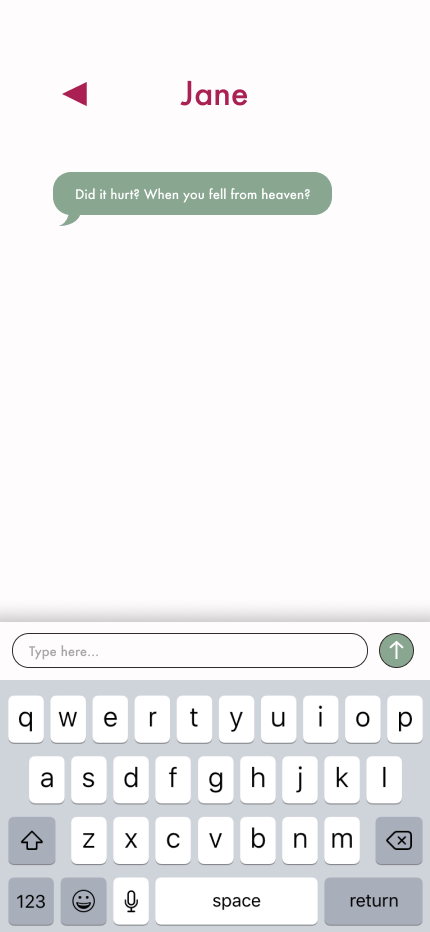 Jane
Did it hurt? When you fell from heaven?
Type here...
q w e r t y u i o p
a s d f g h j k l
z x c v b n m
123 space return